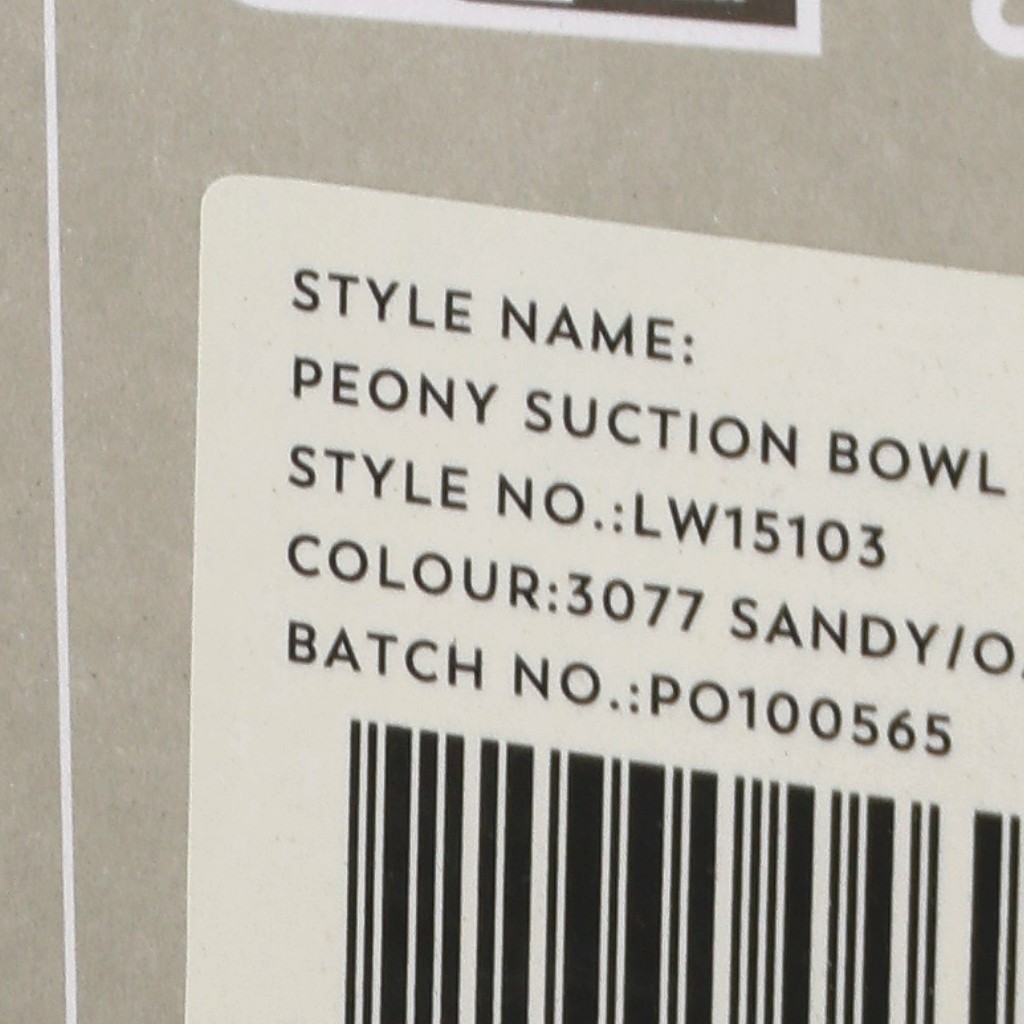 STYLE NAME:
PEONY SUCTION BOWL
STYLE NO.:LW15103
COLOUR:3077 SANDY/O
BATCH NO.:PO100565